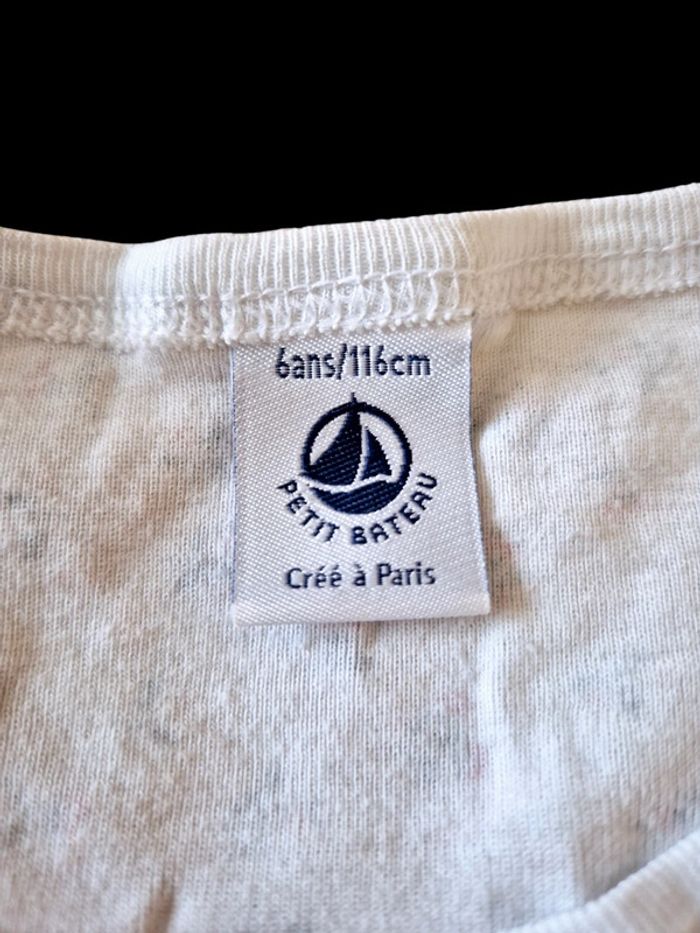 6ans/116cm
PETIT BATEAU
Créé à Paris